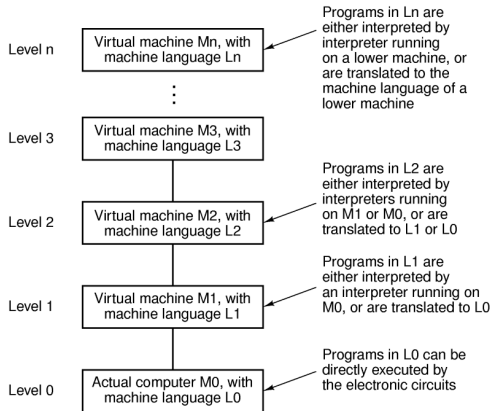 Level n
Virtual machine Mn, with
machine language Ln
Programs in Ln are
either interpreted by
interpreter running
on a lower machine, or
are translated to the
machine language of a
lower machine
Level 3
Virtual machine M3, with
machine language L3
Level 2
Virtual machine M2, with
machine language L2
Programs in L2 are
either interpreted by
interpreters running
on M1 or M0, or are
translated to L1 or L0
Level 1
Virtual machine M1, with
machine language L1
Programs in L1 are
either interpreted by
an interpreter running on
M0, or are translated to L0
Level 0
Actual computer M0, with
machine language L0
Programs in L0 can be
directly executed by
the electronic circuits